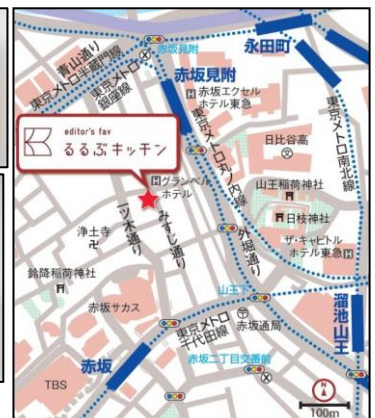 永田町
赤坂見附
青山通り
東京メトロ半蔵門線
東京メトロ
銀座線
赤坂見附
赤坂エクセル
ホテル東急
東京メトロ丸ノ内線
東京メトロ南北線
editor's fav
るるぶキッチン
日比谷高
グランベル
ホテル
山王稲荷神社
日枝神社
一ツ木通り
みすじ通り
浄土寺
外堀通り
ザ・キャピトル
ホテル東急
鈴降稲荷神社
山王下
赤坂サカス
東京メトロ
千代田線
赤坂通局
溜池山王
赤坂
赤坂二丁目交番前
TBS
N
100m